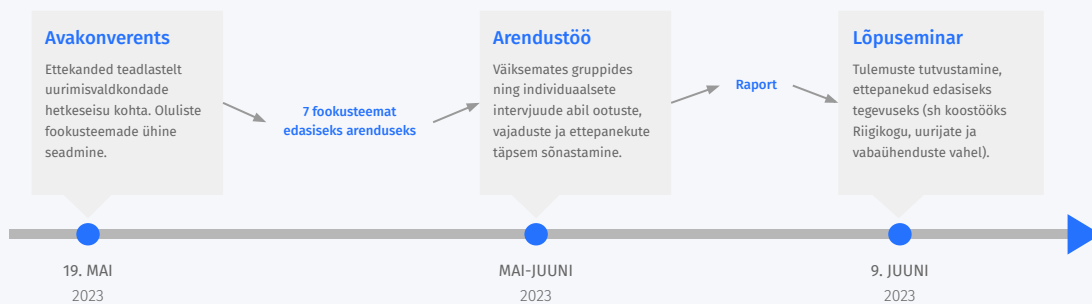 Avakonverents
Ettekanded teadlastelt
uurimisvaldkondade
hetkeseisu kohta. Oluliste
fookusteemade ühine
seadmine.
7 fookusteemat
edasiseks arenduseks
Arendustöö
Väiksemates gruppides
ning individuaalsete
intervjuude abil ootuste,
vajaduste ja ettepanekute
täpsem sõnastamine.
Raport
Lõpuseminar
Tulemuste tutvustamine,
ettepanekud edasiseks
tegevuseks (sh koostööks
Riigikogu, uurijate ja
vabaühenduste vahel).
19. MAI
2023
MAI-JUUNI
2023
9. JUUNI
2023